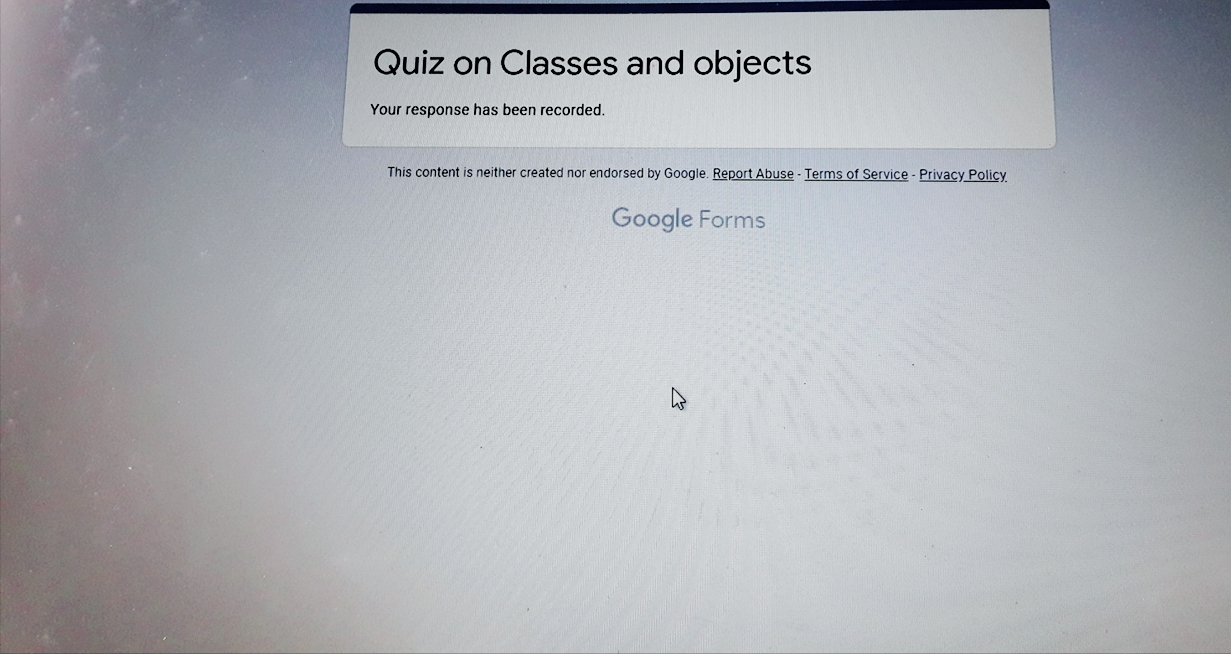 Quiz on Classes and objects
Your response has been recorded.
This content is neither created nor endorsed by Google. Report Abuse - Terms of Service - Privacy Policy
Google Forms